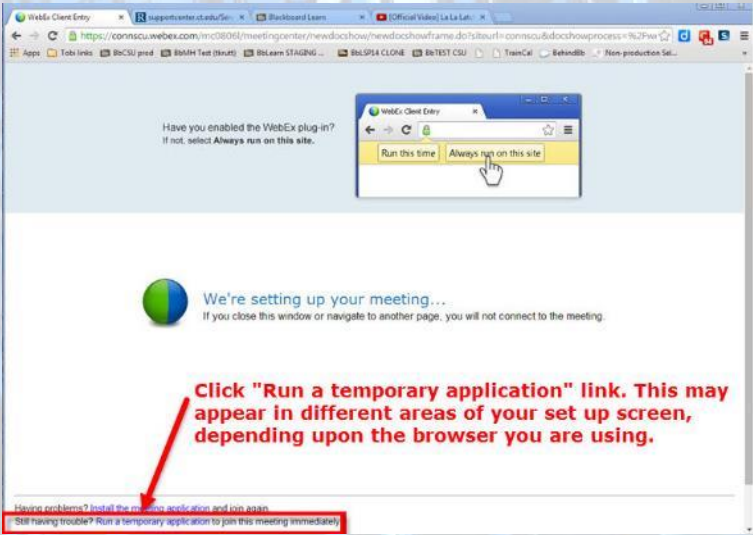 WebEx Client Entry
supportcenter.ct.edu/Ser
Blackboard Learn
[Official Video] La La Latch
https://connscu.webex.com/mc0806l/meetingcenter/newdocshow/newdocshowframe.do?siteurl=connscu&docshowprocess=%2Fwe
Apps Tobi links BbCSU prod BbMH Test (tkrutt) BbLearn STAGING ... BbLSP14 CLONE BbTEST CSU TrainCal BehindBb Non-production Sel...
Have you enabled the WebEx plug-in?
If not, select Always run on this site.
WebEx Client Entry
Run this time Always run on this site
We're setting up your meeting...
If you close this window or navigate to another page, you will not connect to the meeting.
Click "Run a temporary application" link. This may
appear in different areas of your set up screen,
depending upon the browser you are using.
Having problems? Install the meeting application and join again.
Still having trouble? Run a temporary application to join this meeting immediately